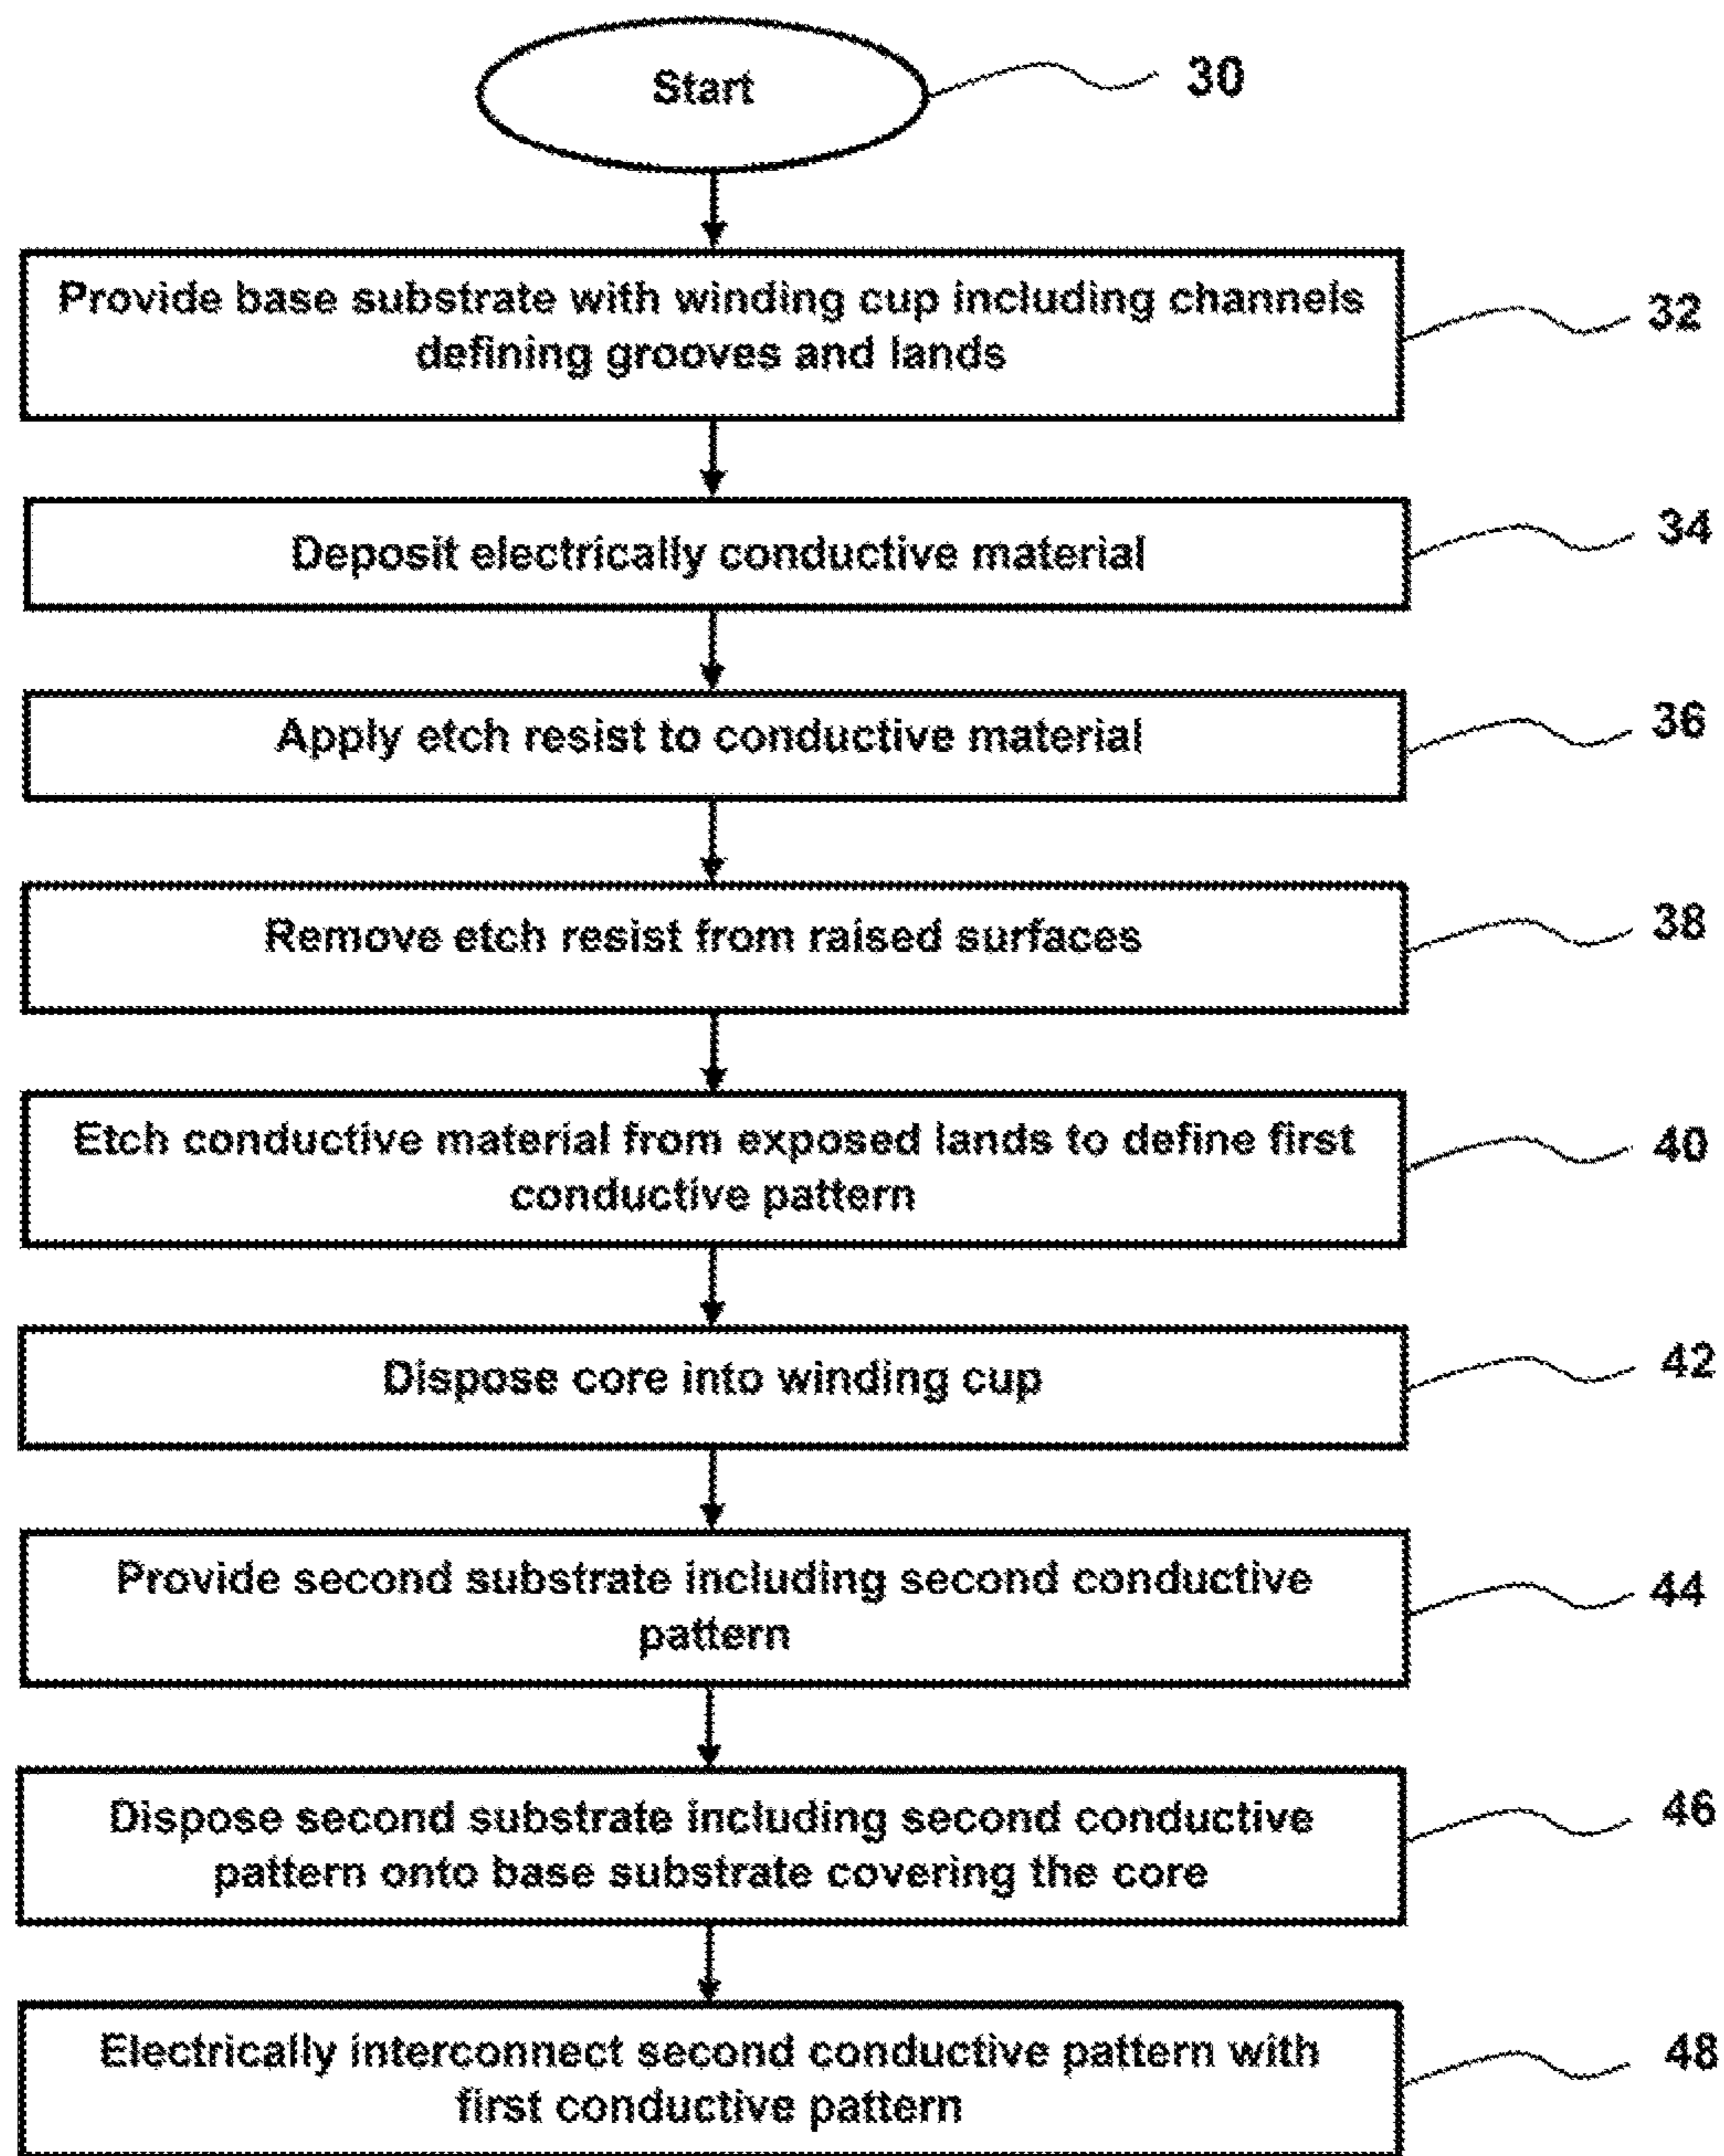 Start
30
Provide base substrate with winding cup including channels
defining grooves and lands
32
Deposit electrically conductive material
34
Apply etch resist to conductive material
36
Remove etch resist from raised surfaces
38
Etch conductive material from exposed lands to define first
conductive pattern
40
Dispose core into winding cup
42
Provide second substrate including second conductive
pattern
44
Dispose second substrate including second conductive
pattern onto base substrate covering the core
46
Electrically interconnect second conductive pattern with
first conductive pattern
48